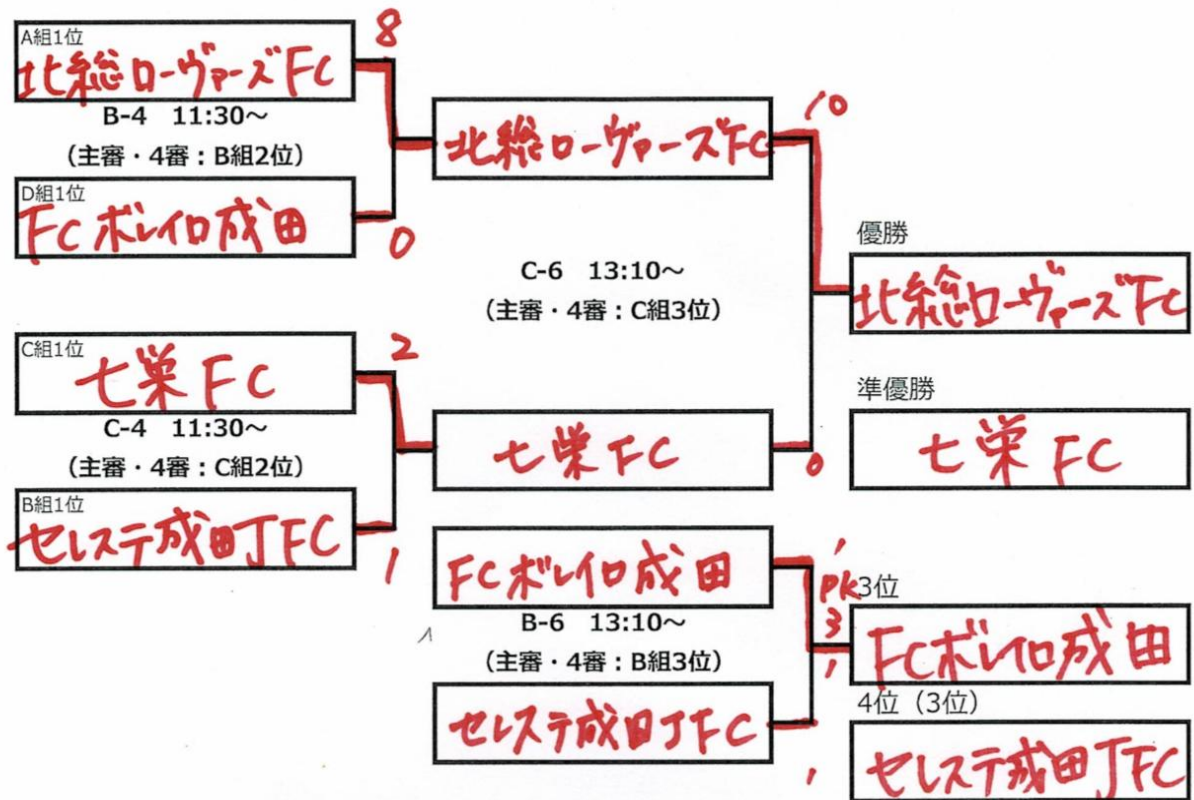 A組1位
北総ローヴァーズFC
8
B-4 11:30～
(主審・4審：B組2位)
D組1位
FCボレイロ成田
0
C組1位
七栄FC
2
C-4 11:30～
(主審・4審：C組2位)
B組1位
セレステ成田JFC
1
北総ローヴァーズFC
10
C-6 13:10～
(主審・4審：C組3位)
七栄FC
0
FCボレイロ成田
1
PK
3
1
B-6 13:10～
(主審・4審：B組3位)
セレステ成田JFC
1
優勝
北総ローヴァーズFC
準優勝
七栄FC
3位
FCボレイロ成田
4位（3位）
セレステ成田JFC